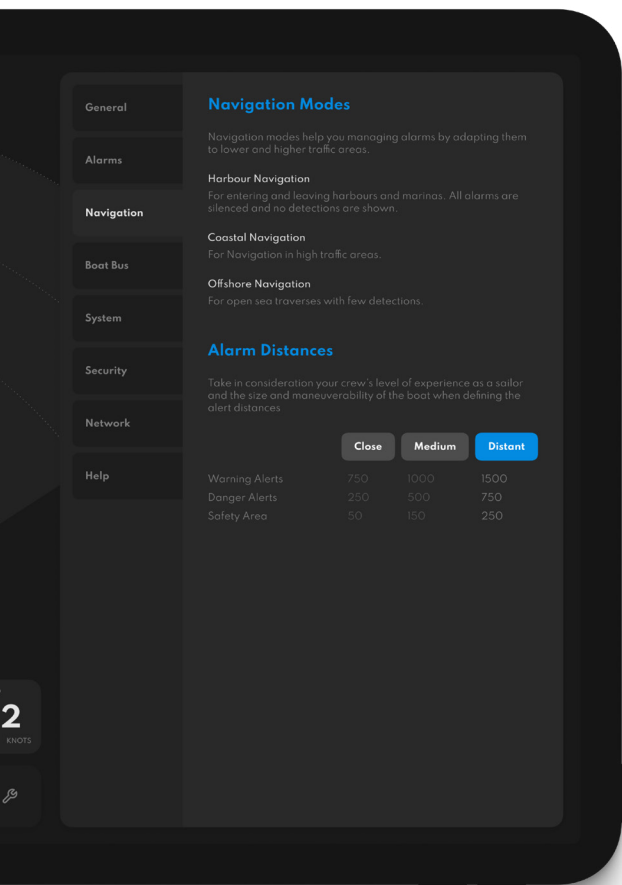 General
Alarms
Navigation
Boat Bus
System
Security
Network
Help
Navigation Modes
Navigation modes help you managing alarms by adapting them
to lower and higher traffic areas.
Harbour Navigation
For entering and leaving harbours and marinas. All alarms are
silenced and no detections are shown.
Coastal Navigation
For Navigation in high traffic areas.
Offshore Navigation
For open sea traverses with few detections.
Alarm Distances
Take in consideration your crew's level of experience as a sailor
and the size and maneuverability of the boat when defining the
alert distances
Close Medium Distant
Warning Alerts 750 1000 1500
Danger Alerts 250 500 750
Safety Area 50 150 250
2
KNOTS